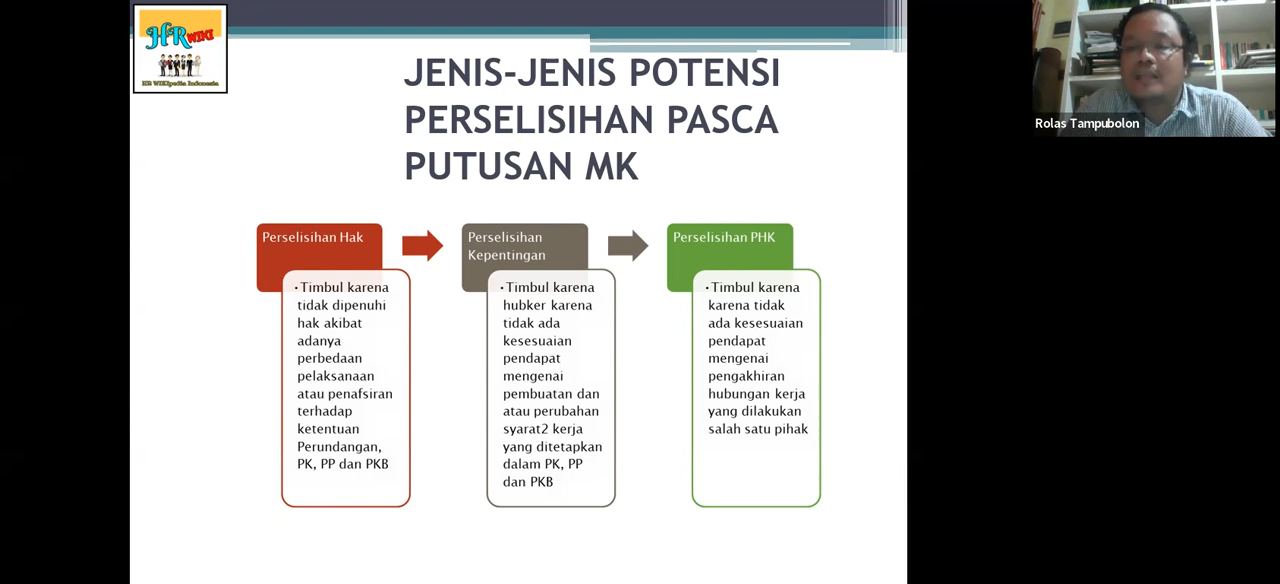 HR WIKI
HR WIKIpedia Indonesia
JENIS-JENIS POTENSI
PERSELISIHAN PASCA
PUTUSAN MK
Rolas Tampubolon
Perselisihan Hak
•Timbul karena
tidak dipenuhi
hak akibat
adanya
perbedaan
pelaksanaan
atau penafsiran
terhadap
ketentuan
Perundangan,
PK, PP dan PKB
Perselisihan
Kepentingan
•Timbul karena
hubker karena
tidak ada
kesesuaian
pendapat
mengenai
pembuatan dan
atau perubahan
syarat2 kerja
yang ditetapkan
dalam PK, PP
dan PKB
Perselisihan PHK
•Timbul karena
karena tidak
ada kesesuaian
pendapat
mengenai
pengakhiran
hubungan kerja
yang dilakukan
salah satu pihak